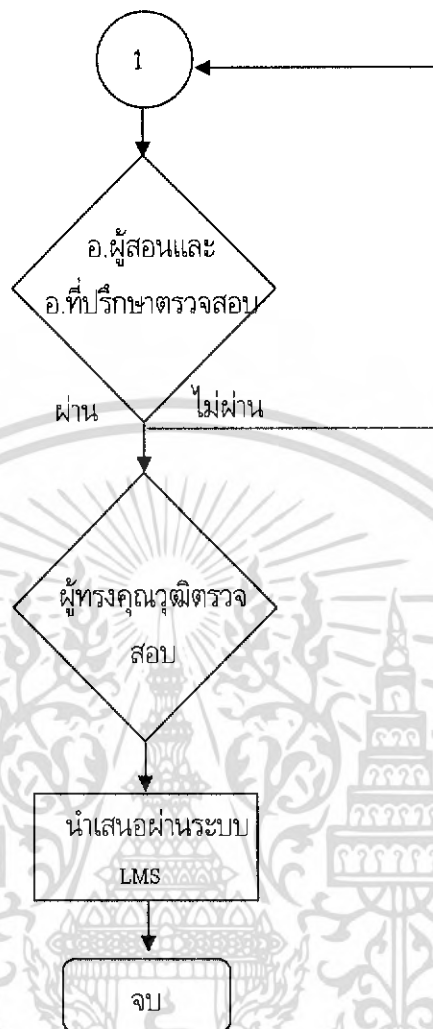 1
อ.ผู้สอนและ
อ.ที่ปรึกษาตรวจสอบ
ผ่าน ไม่ผ่าน
ผู้ทรงคุณวุฒิตรวจ
สอบ
นำเสนอผ่านระบบ
LMS
จบ